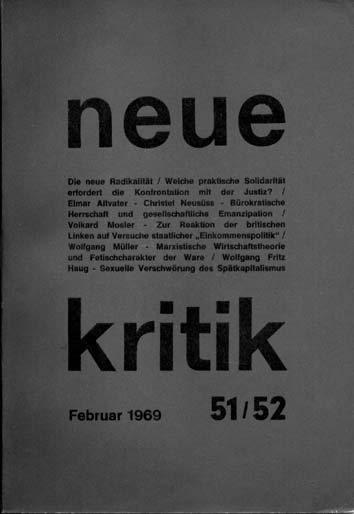 neue
Die neue Radikalität / Welche praktische Solidarität
erfordert die Konfrontation mit der Justiz? /
Elmar Altvater - Christel Neusüss - Bürokratische
Herrschaft und gesellschaftliche Emanzipation /
Volkard Mosler - Zur Reaktion der britischen
Linken auf Versuche staatlicher „Einkommenspolitik“ /
Wolfgang Müller - Marxistische Wirtschaftstheorie
und Fetischcharakter der Ware / Wolfgang Fritz
Haug - Sexuelle Verschwörung des Spätkapitalismus
kritik
Februar 1969 51/52